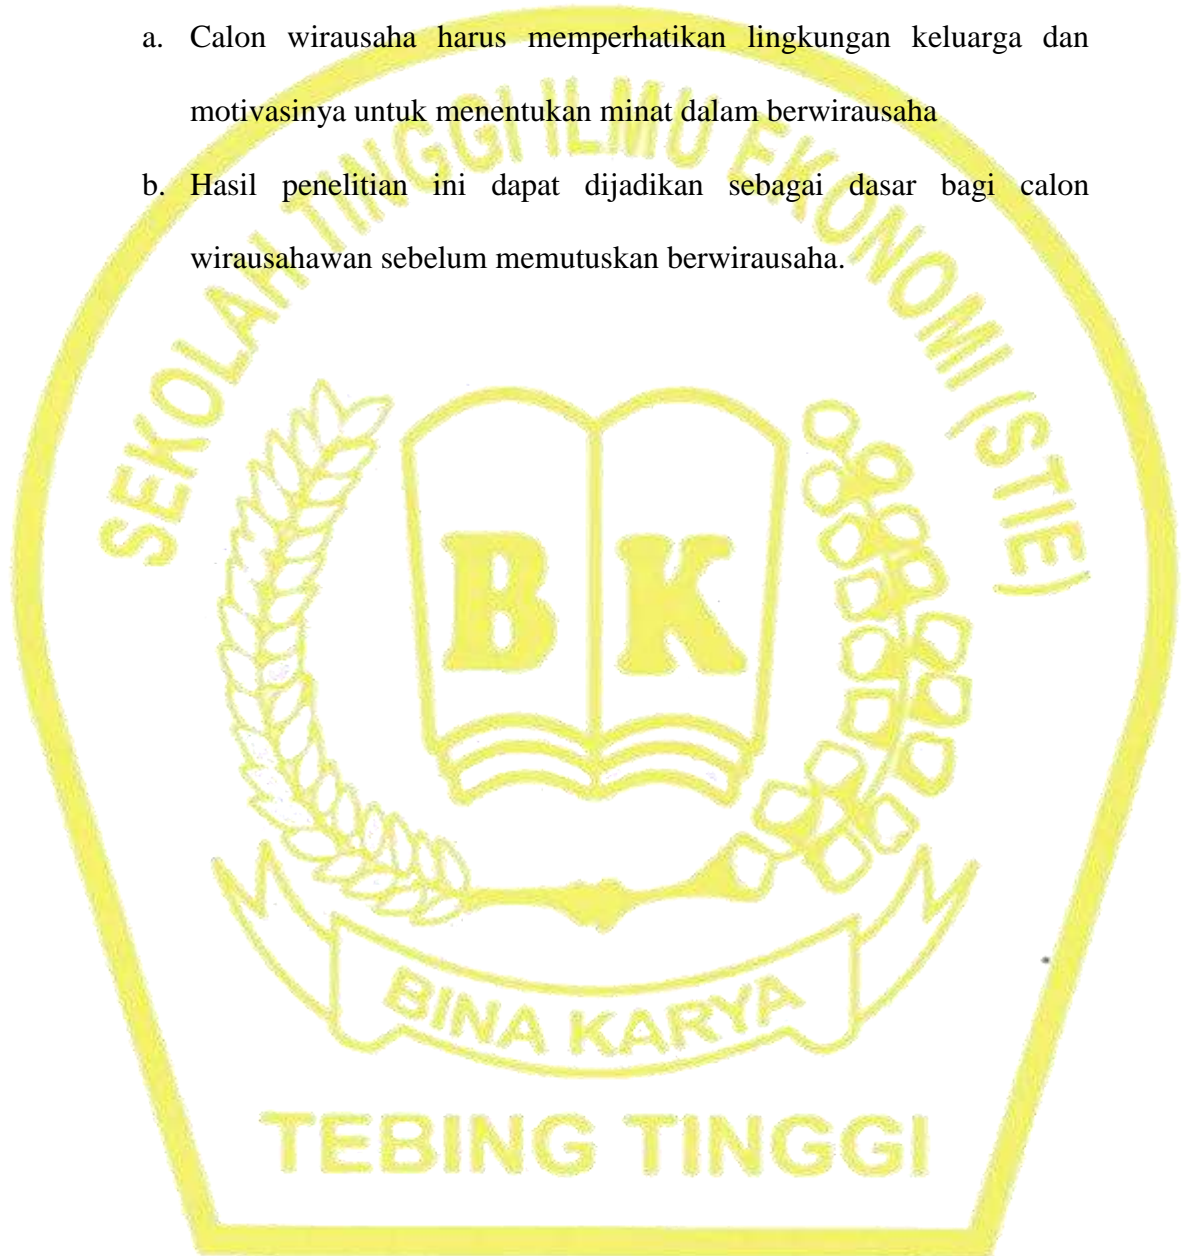 a. Calon wirausaha harus memperhatikan lingkungan keluarga dan
motivasinya untuk menentukan minat dalam berwirausaha
b. Hasil penelitian ini dapat dijadikan sebagai dasar bagi calon
wirausahawan sebelum memutuskan berwirausaha.
SEKOLAH TINGGI ILMU EKONOMI (STIE)
B K
BINA KARYA
TEBING TINGGI